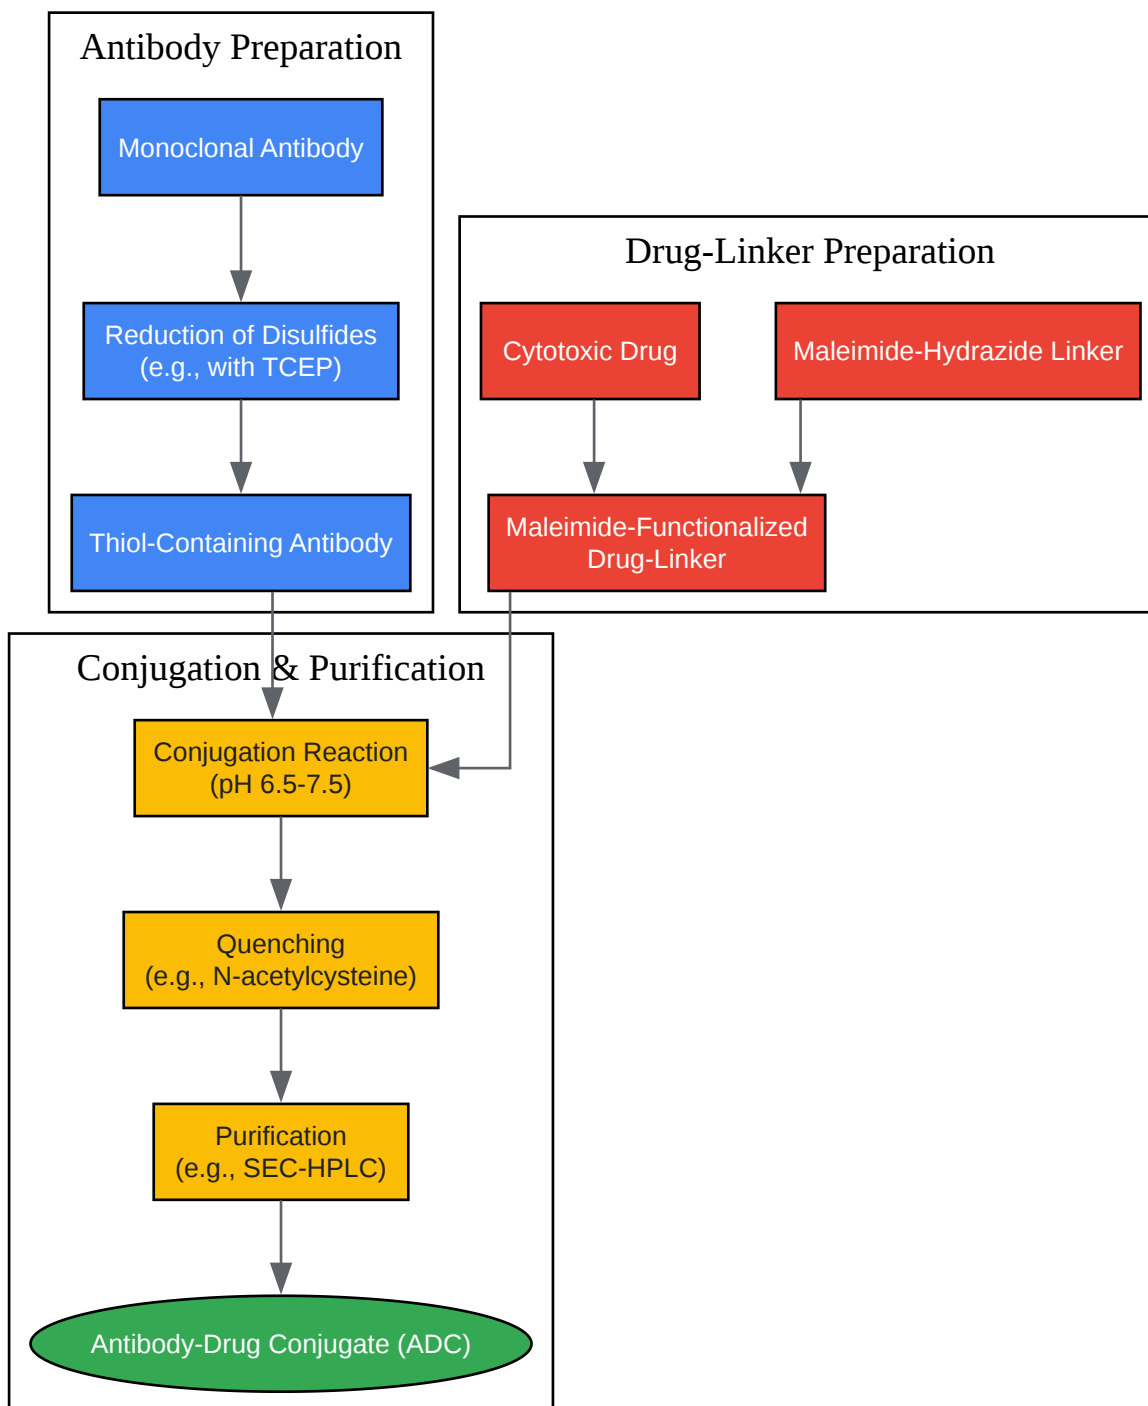 Antibody Preparation
Monoclonal Antibody
Reduction of Disulfides
(e.g., with TCEP)
Thiol-Containing Antibody
Drug-Linker Preparation
Cytotoxic Drug
Maleimide-Hydrazide Linker
Maleimide-Functionalized
Drug-Linker
Conjugation & Purification
Conjugation Reaction
(pH 6.5-7.5)
Quenching
(e.g., N-acetylcysteine)
Purification
(e.g., SEC-HPLC)
Antibody-Drug Conjugate (ADC)